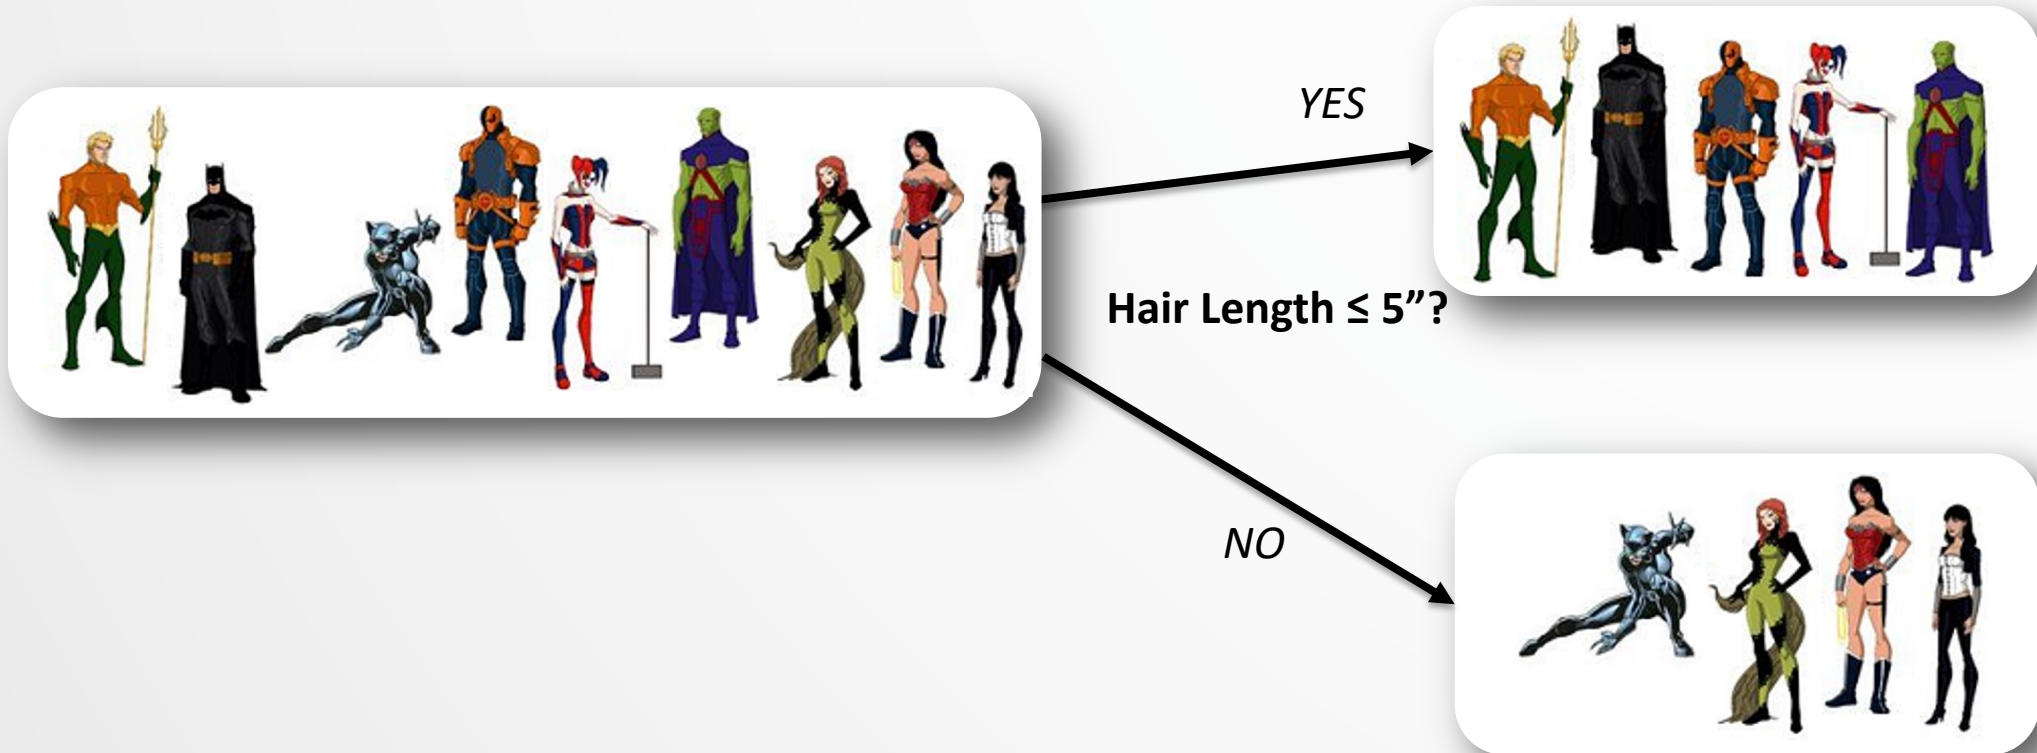 YES
Hair Length ≤ 5”?
NO